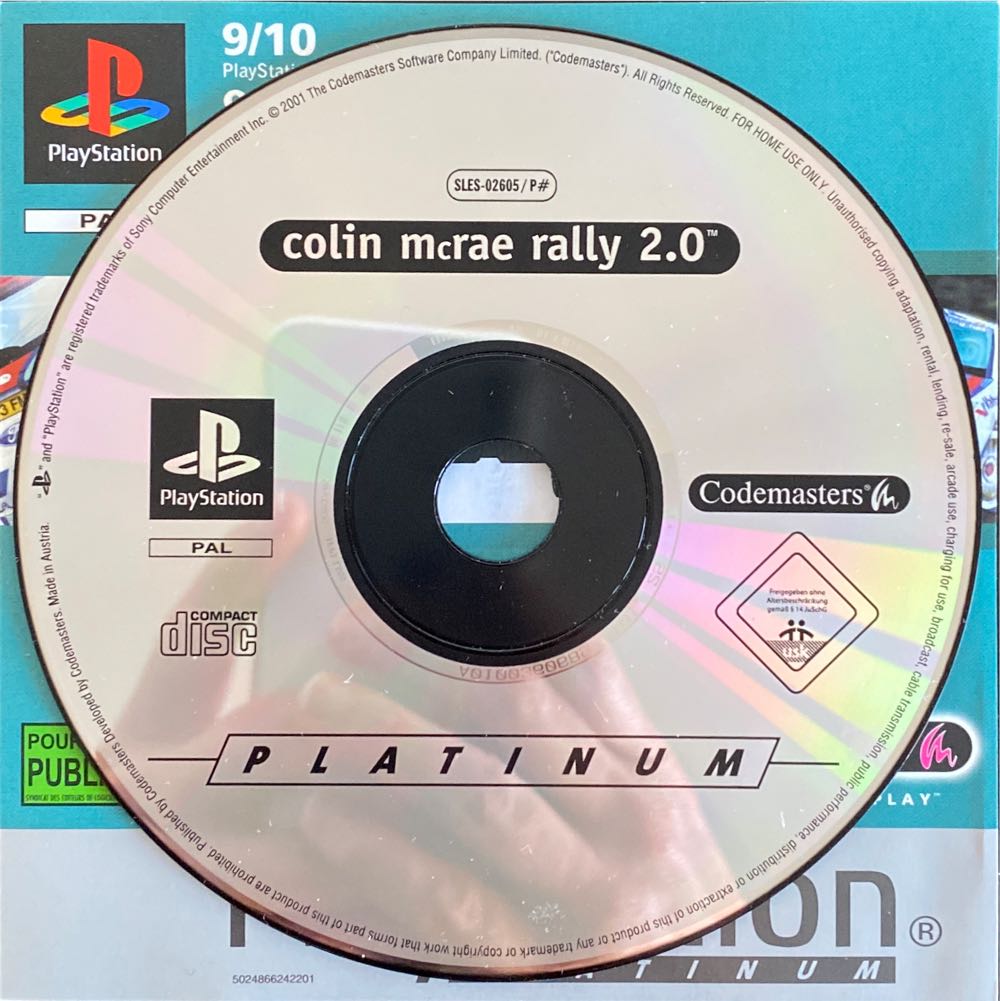 9/10
PlayStation
PlayStation
SLES-02605/P#
colin mcrae rally 2.0™
PlayStation
PAL
COMPACT
disc
Codemasters®
Freigegeben ohne
Altersbeschränkung
gemäß § 14 JuSchG
usk
PLATINUM
"PS" and "PlayStation" are registered trademarks of Sony Computer Entertainment Inc. © 2001 The Codemasters Software Company Limited. ("Codemasters"). All Rights Reserved. FOR HOME USE ONLY. Unauthorised copying, adaptation, rental, lending, re-sale, arcade use, charging for use, broadcast, cable transmission, public performance, distribution or extraction of this product or any trademark or copyright work that forms part of this product are prohibited. Published by Codemasters Developed by Codemasters. Made in Austria.
POUR
PUBLI
PLAY™
®
PLATINUM
5024866242201